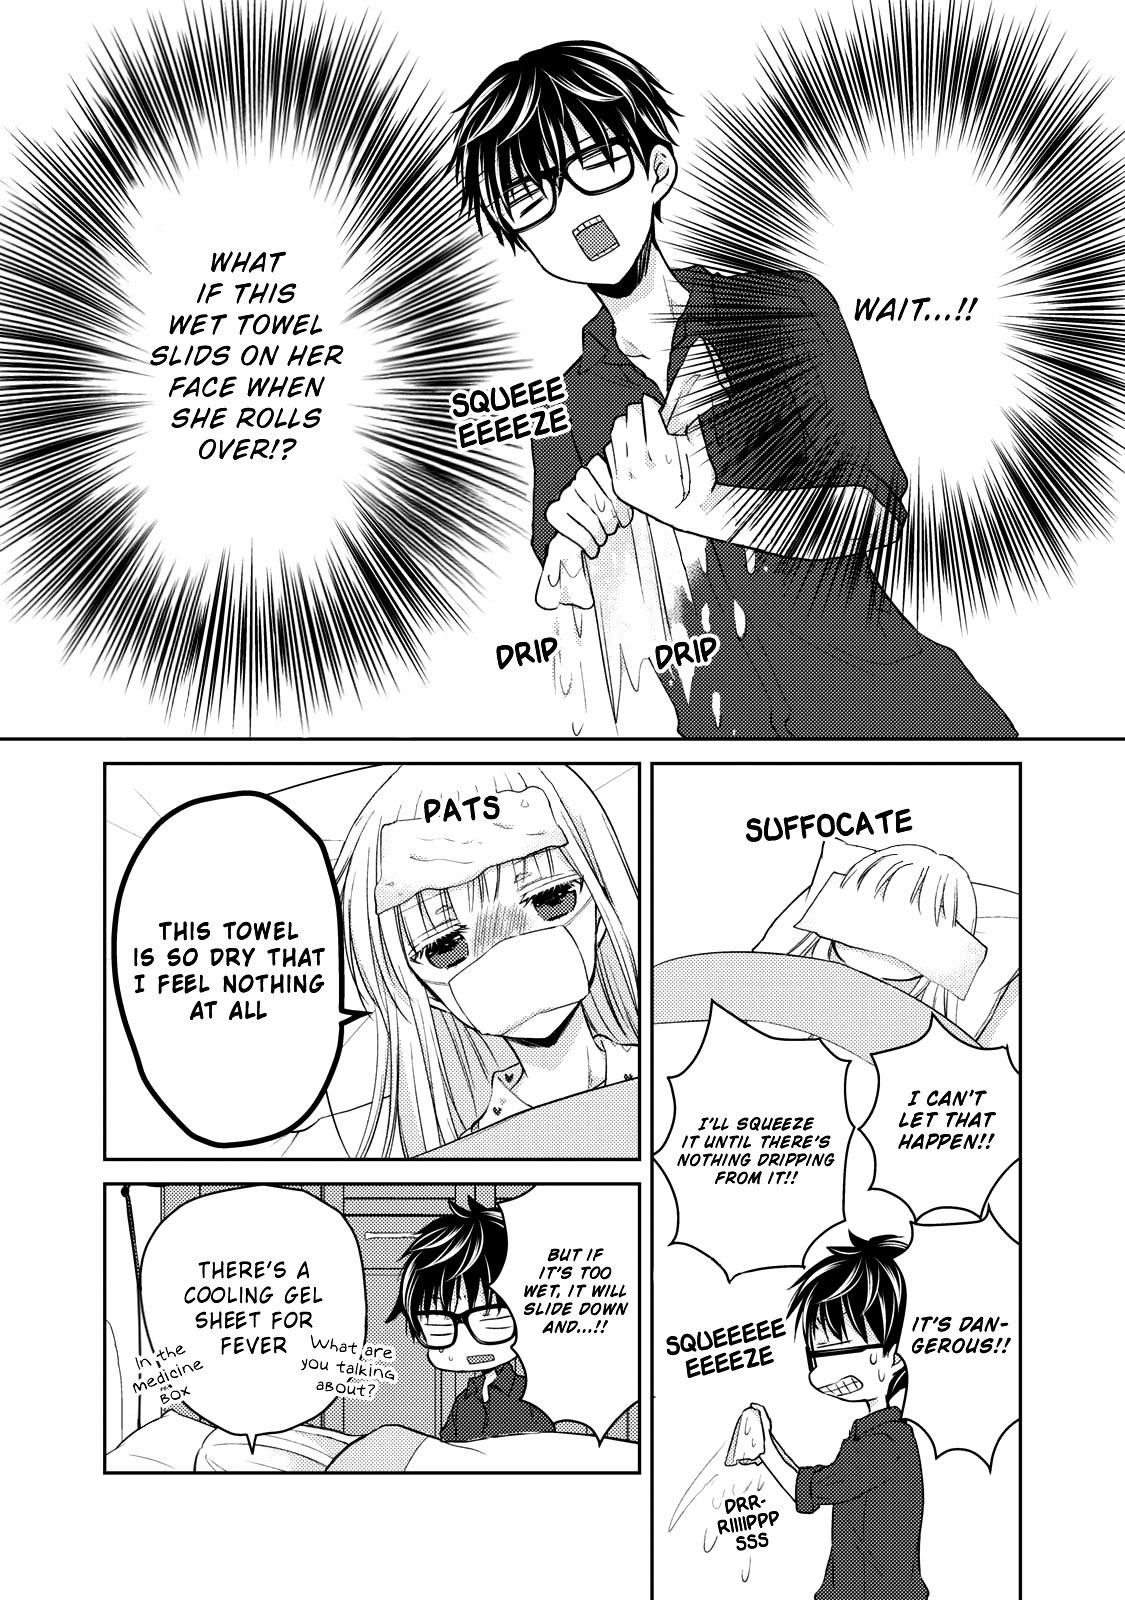 WAIT...!!
WHAT
IF THIS
WET TOWEL
SLIDS ON HER
FACE WHEN
SHE ROLLS
OVER!?
SQUEEE
EEEEZE
DRIP
DRIP
SUFFOCATE
I CAN'T
LET THAT
HAPPEN!!
I'LL SQUEEZE
IT UNTIL THERE'S
NOTHING DRIPPING
FROM IT!!
IT'S DAN-
GEROUS!!
SQUEEEEE
EEEEZE
DRR-
RIIIIPPP
SSS
PATS
THIS TOWEL
IS SO DRY THAT
I FEEL NOTHING
AT ALL
BUT IF
IT'S TOO
WET, IT WILL
SLIDE DOWN
AND...!!
THERE'S A
COOLING GEL
SHEET FOR
FEVER
What are
you talking
about?
In the
medicine
Box